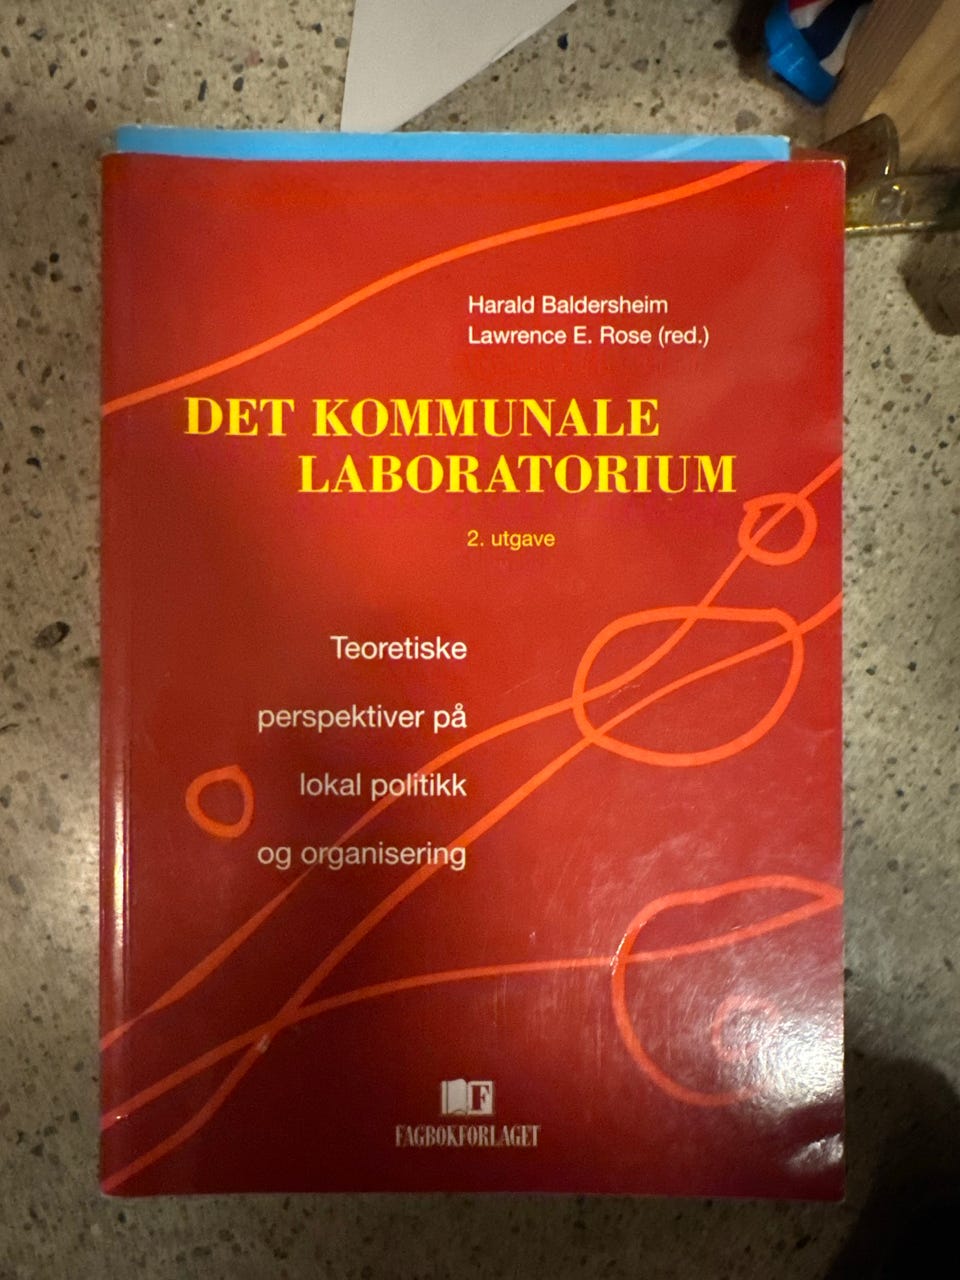 Harald Baldersheim
Lawrence E. Rose (red.)
DET KOMMUNALE
LABORATORIUM
2. utgave
Teoretiske
perspektiver på
lokal politikk
og organisering
F
FAGBOKFORLAGET